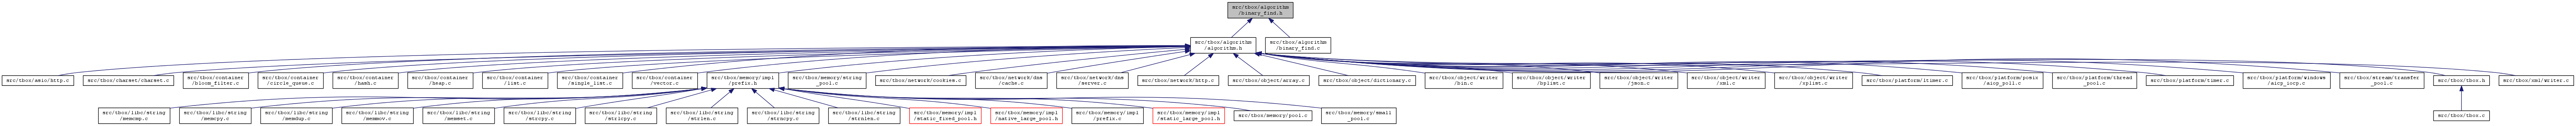 src/tbox/algorithm
/binary_find.h
src/tbox/algorithm
/algorithm.h
src/tbox/algorithm
/binary_find.c
src/tbox/asio/http.c
src/tbox/charset/charset.c
src/tbox/container
/bloom_filter.c
src/tbox/container
/circle_queue.c
src/tbox/container
/hash.c
src/tbox/container
/heap.c
src/tbox/container
/list.c
src/tbox/container
/single_list.c
src/tbox/container
/vector.c
src/tbox/memory/impl
/prefix.h
src/tbox/memory/string
_pool.c
src/tbox/network/cookies.c
src/tbox/network/dns
/cache.c
src/tbox/network/dns
/server.c
src/tbox/network/http.c
src/tbox/object/array.c
src/tbox/object/dictionary.c
src/tbox/object/writer
/bin.c
src/tbox/object/writer
/bplist.c
src/tbox/object/writer
/json.c
src/tbox/object/writer
/xml.c
src/tbox/object/writer
/xplist.c
src/tbox/platform/ltimer.c
src/tbox/platform/posix
/aicp_poll.c
src/tbox/platform/thread
_pool.c
src/tbox/platform/timer.c
src/tbox/platform/windows
/aicp_iocp.c
src/tbox/stream/transfer
_pool.c
src/tbox/tbox.h
src/tbox/xml/writer.c
src/tbox/libc/string
/memcmp.c
src/tbox/libc/string
/memcpy.c
src/tbox/libc/string
/memdup.c
src/tbox/libc/string
/memmov.c
src/tbox/libc/string
/memset.c
src/tbox/libc/string
/strcpy.c
src/tbox/libc/string
/strlcpy.c
src/tbox/libc/string
/strlen.c
src/tbox/libc/string
/strncpy.c
src/tbox/libc/string
/strnlen.c
src/tbox/memory/impl
/static_fixed_pool.h
src/tbox/memory/impl
/native_large_pool.h
src/tbox/memory/impl
/prefix.c
src/tbox/memory/impl
/static_large_pool.h
src/tbox/memory/pool.c
src/tbox/memory/small
_pool.c
src/tbox/tbox.c